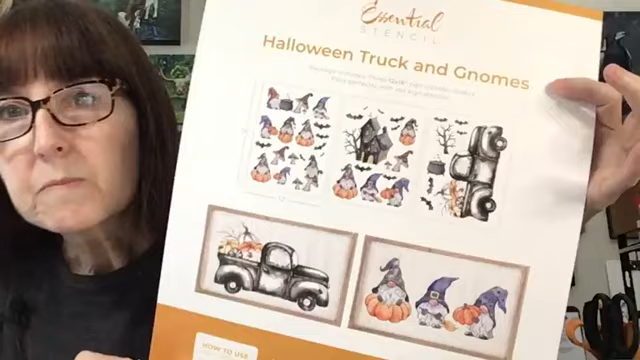 Essential
STENCIL
Halloween Truck and Gnomes
HOW TO USE